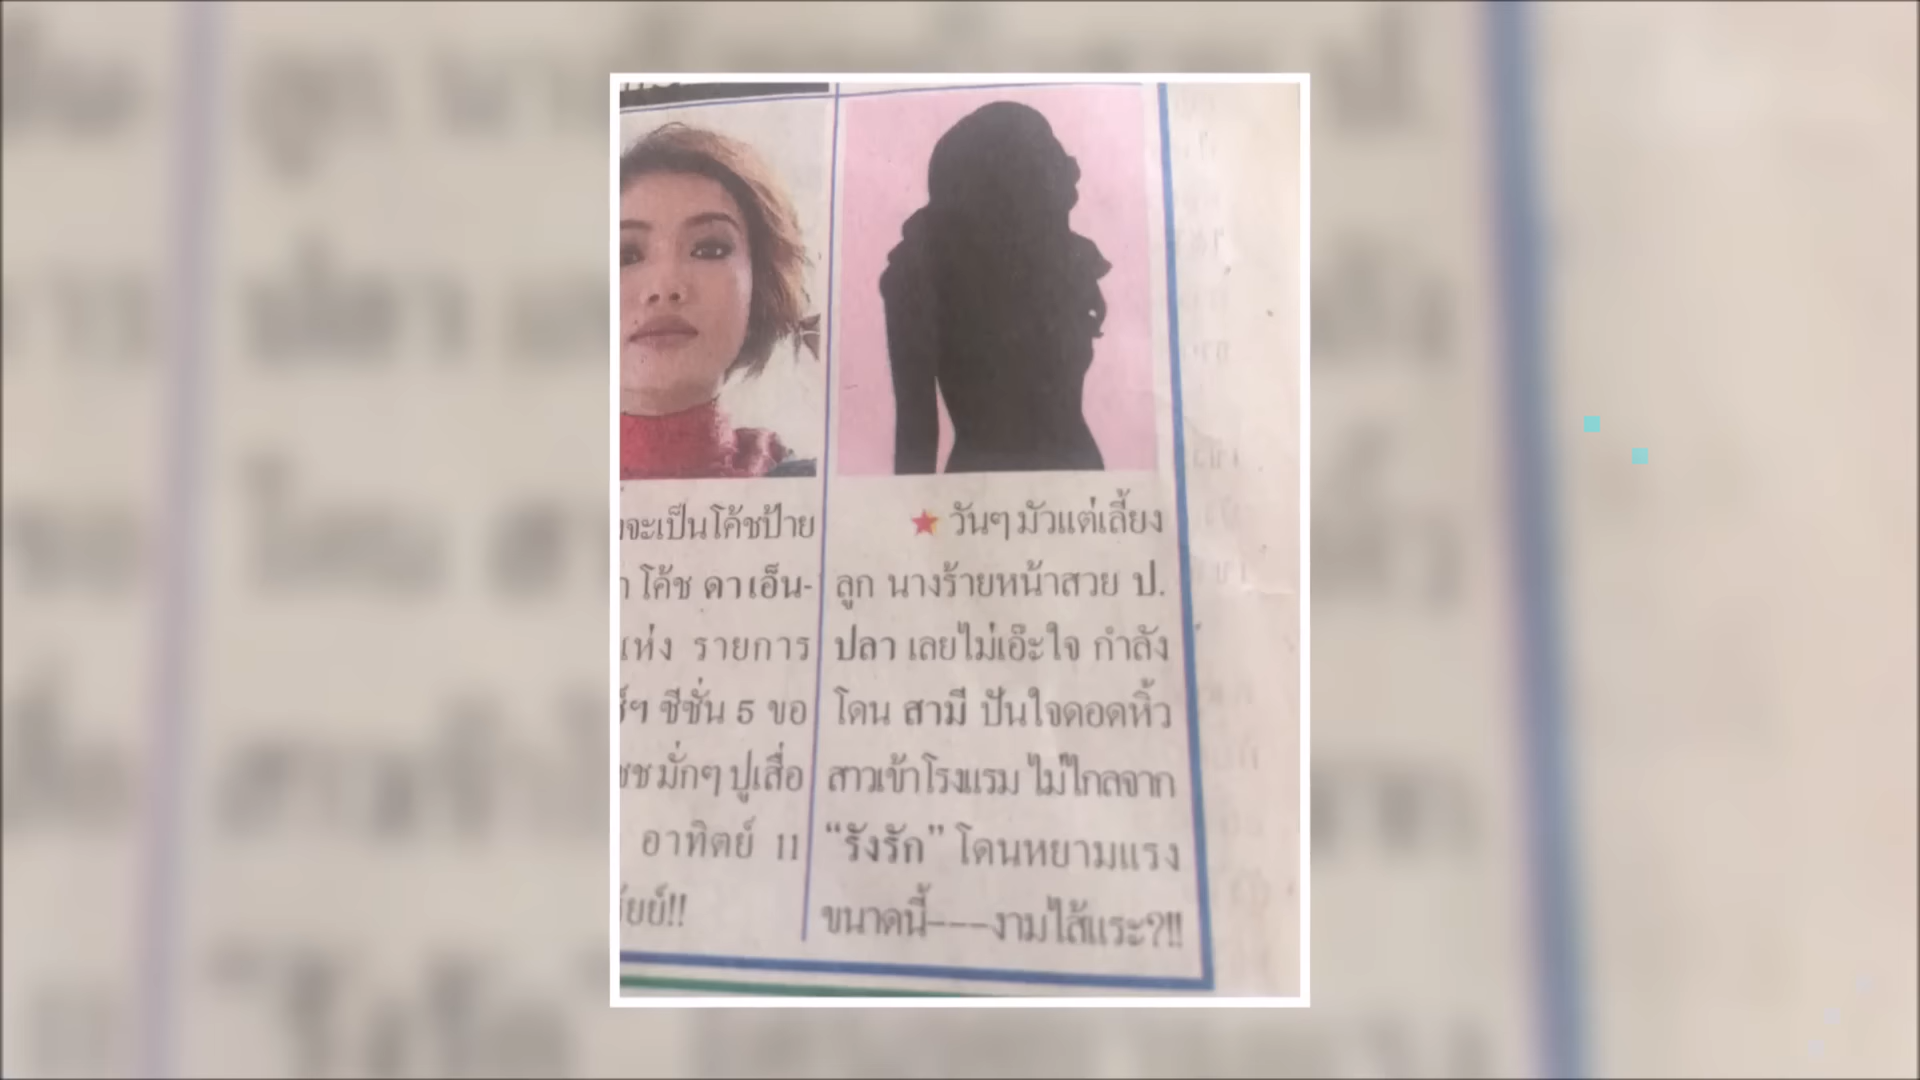 จะเป็นโค้ชป้าย
โค้ช ดาเอ็น-
แห่ง รายการ
ซีซั่น 5 ขอ
มั่กๆ ปูเสื่อ
อาทิตย์ 11
★ วันๆ มัวแต่เลี้ยง
ลูก นางร้ายหน้าสวย ป.
ปลา เลยไม่เอ๊ะใจ กำลัง
โดน สามี ปันใจดอดหิ้ว
สาวเข้าโรงแรม ไม่ไกลจาก
“รังรัก” โดนหยามแรง
ขนาดนี้---งามไส้แระ?!!